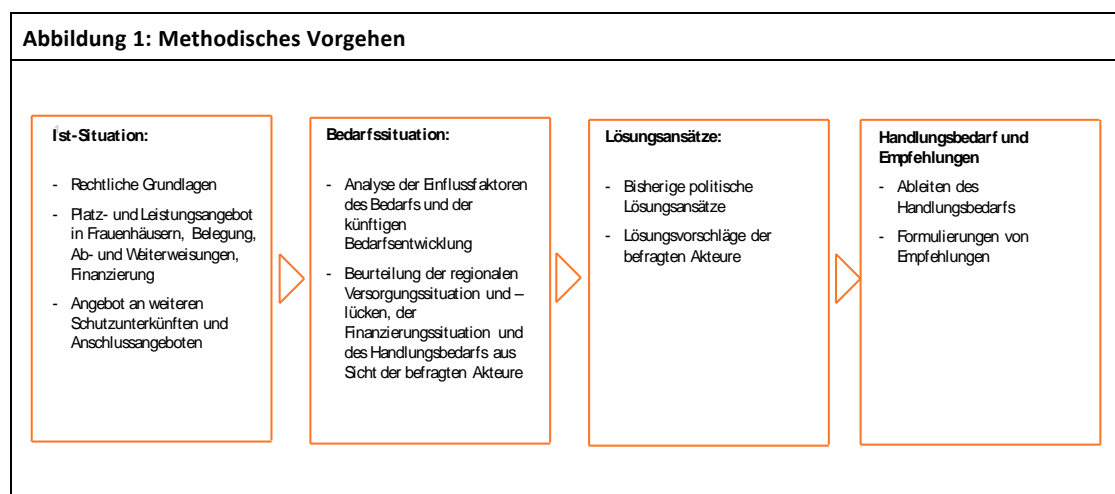 Abbildung 1: Methodisches Vorgehen
Ist-Situation:
- Rechtliche Grundlagen
- Platz- und Leistungsangebot
in Frauenhäusern, Belegung,
Ab- und Weiterweisungen,
Finanzierung
- Angebot an weiteren
Schutzunterkünften und
Anschlussangeboten
Bedarfssituation:
- Analyse der Einflussfaktoren
des Bedarfs und der
künftigen
Bedarfsentwicklung
- Beurteilung der regionalen
Versorgungssituation und –
lücken, der
Finanzierungssituation und
des Handlungsbedarfs aus
Sicht der befragten Akteure
Lösungsansätze:
- Bisherige politische
Lösungsansätze
- Lösungsvorschläge der
befragten Akteure
Handlungsbedarf und
Empfehlungen
- Ableiten des
Handlungsbedarfs
- Formulierungen von
Empfehlungen